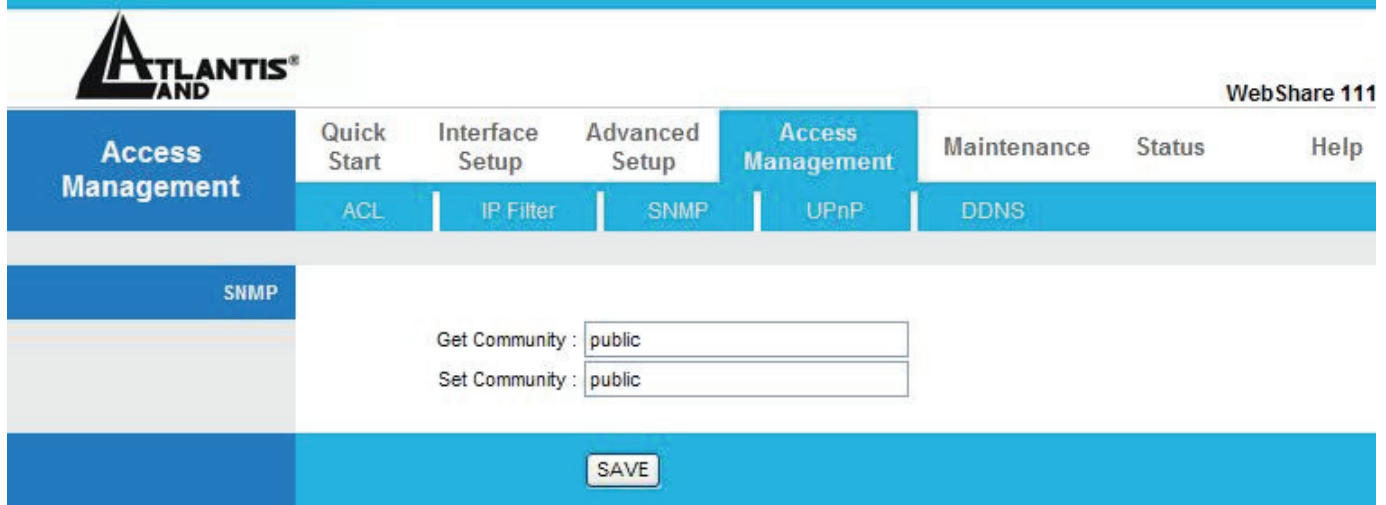 ATLANTIS®
LAND
WebShare 111
Access Management
Quick Start
Interface Setup
Advanced Setup
Access Management
Maintenance
Status
Help
ACL
IP Filter
SNMP
UPnP
DDNS
SNMP
Get Community : public
Set Community : public
SAVE